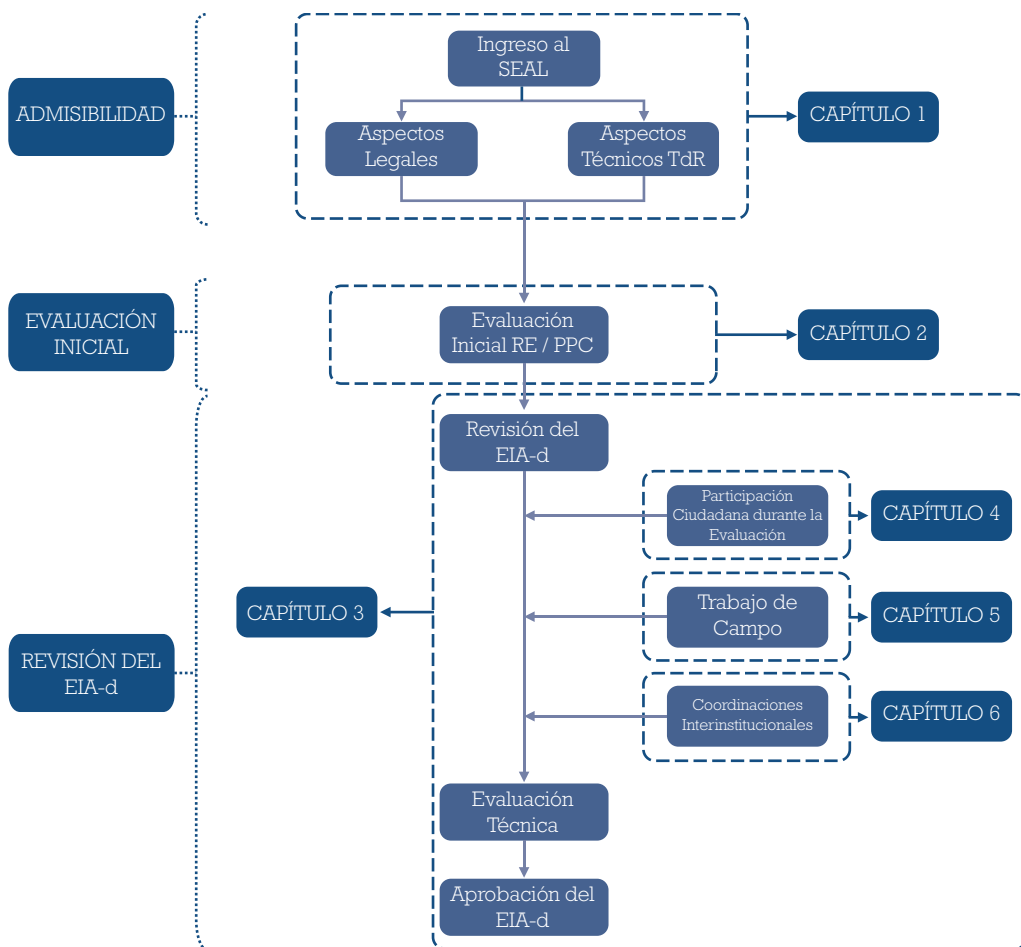 Ingreso al
SEAL
ADMISIBILIDAD
CAPÍTULO 1
Aspectos
Legales
Aspectos
Técnicos TdR
EVALUACIÓN
INICIAL
Evaluación
Inicial RE / PPC
CAPÍTULO 2
Revisión del
EIA-d
Participación
Ciudadana durante la
Evaluación
CAPÍTULO 4
CAPÍTULO 3
Trabajo de
Campo
CAPÍTULO 5
REVISIÓN DEL
EIA-d
Coordinaciones
Interinstitucionales
CAPÍTULO 6
Evaluación
Técnica
Aprobación del
EIA-d